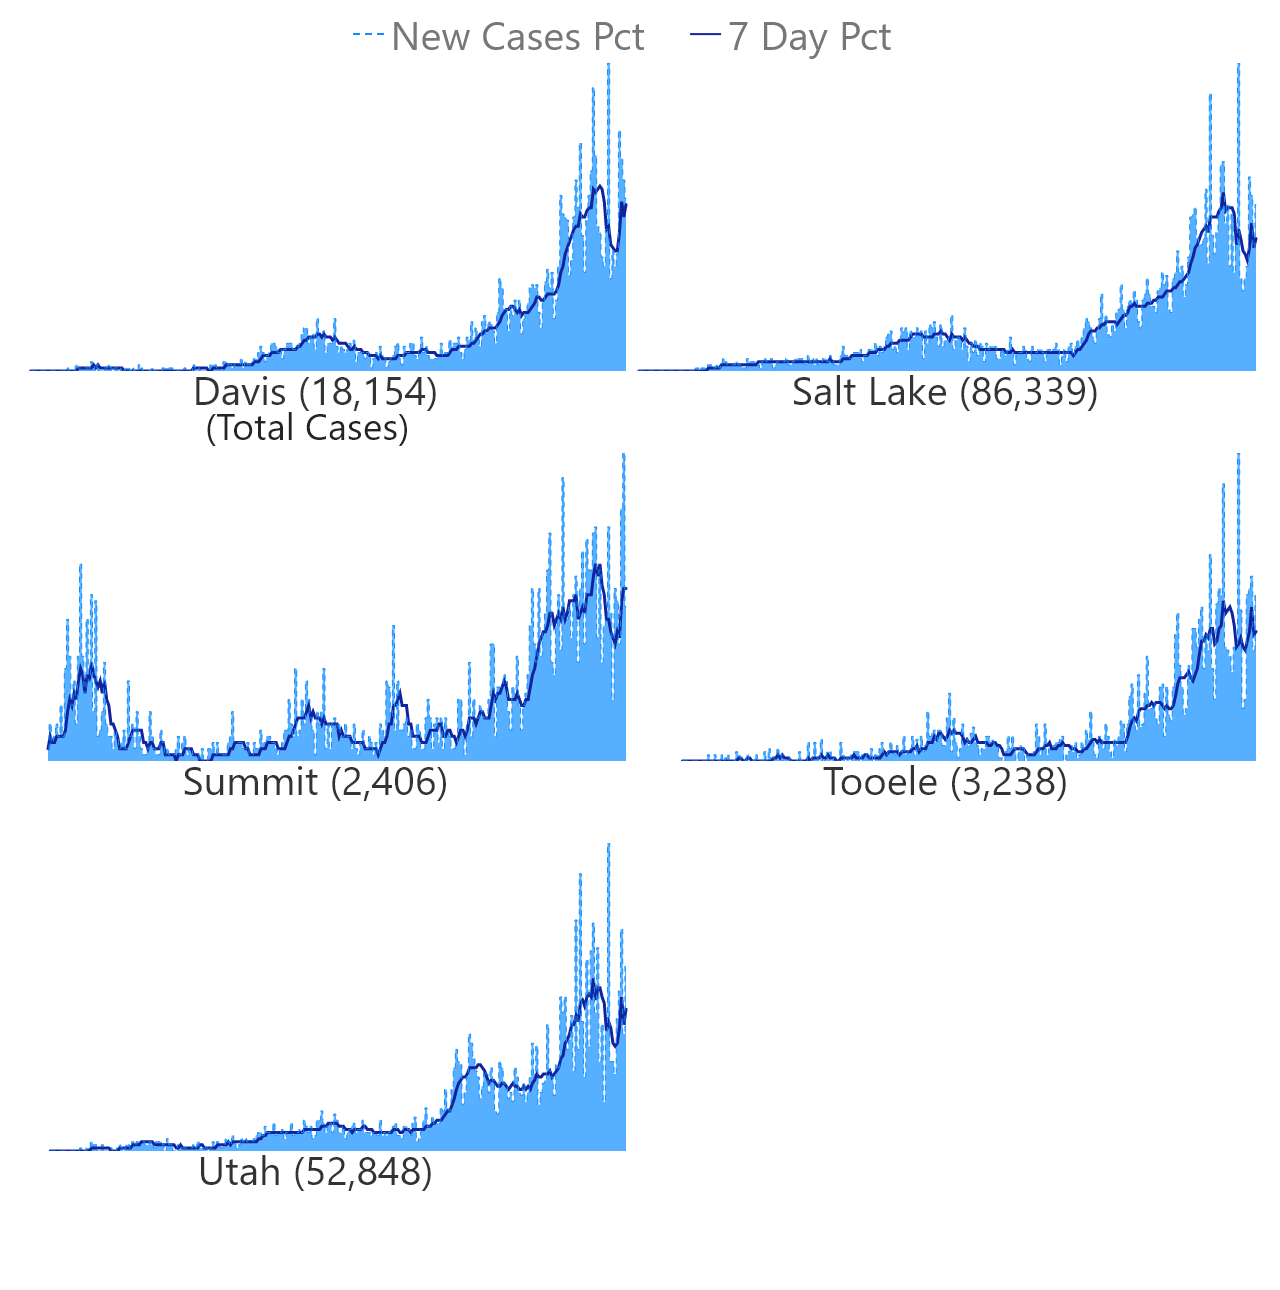 New Cases Pct 7 Day Pct
Davis (18,154) Salt Lake (86,339)
(Total Cases)
Summit (2,406) Tooele (3,238)
Utah (52,848)